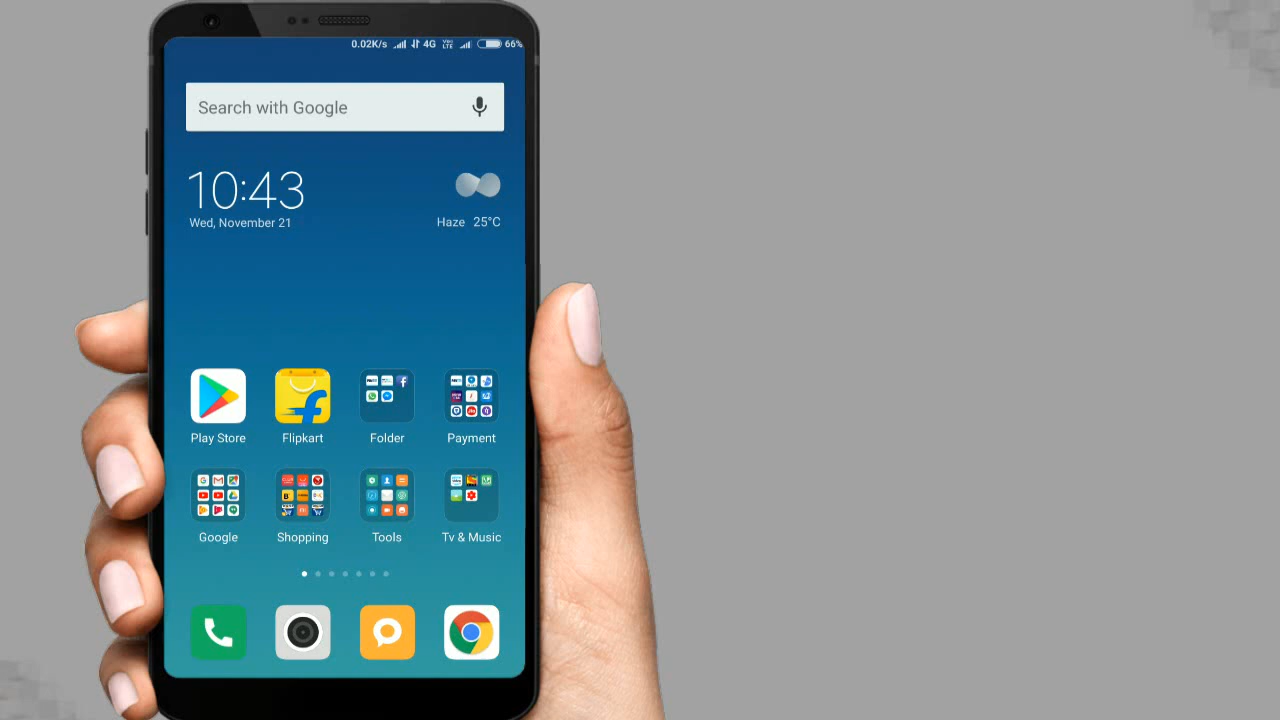 0.02K/s 4G VoLTE 66%
Search with Google
10:43
Wed, November 21
Haze 25°C
Play Store Flipkart Folder Payment
Google Shopping Tools Tv & Music